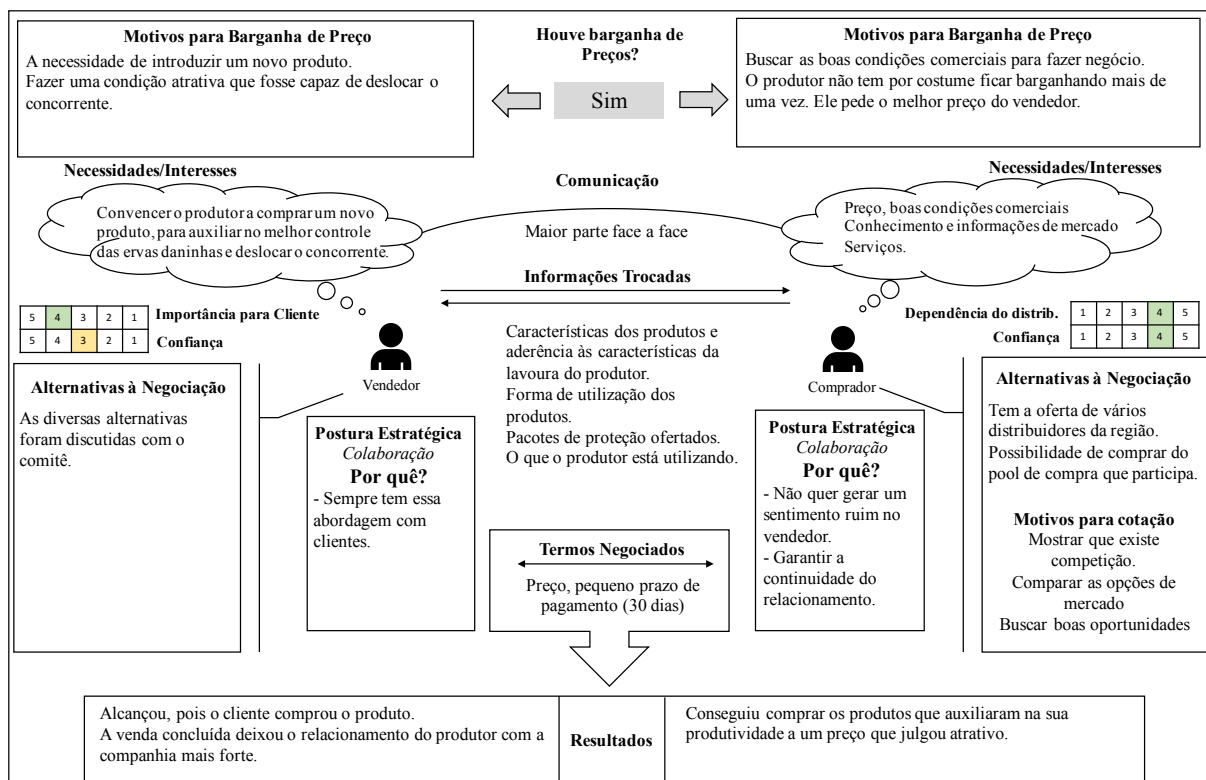 Motivos para Barganha de Preço
A necessidade de introduzir um novo produto.
Fazer uma condição atrativa que fosse capaz de deslocar o
concorrente.
Houve barganha de
Preços?
Sim
Motivos para Barganha de Preço
Buscar as boas condições comerciais para fazer negócio.
O produtor não tem por costume ficar barganhando mais de
uma vez. Ele pede o melhor preço do vendedor.
Necessidades/Interesses
Convencer o produtor a comprar um novo
produto, para auxiliar no melhor controle
das ervas daninhas e deslocar o concorrente.
Comunicação
Maior parte face a face
Necessidades/Interesses
Preço, boas condições comerciais
Conhecimento e informações de mercado
Serviços.
Informações Trocadas
5 4 3 2 1 Importância para Cliente
5 4 3 2 1 Confiança
Vendedor
Características dos produtos e
aderência às características da
lavoura do produtor.
Forma de utilização dos
produtos.
Pacotes de proteção ofertados.
O que o produtor está utilizando.
Dependência do distrib. 1 2 3 4 5
Confiança 1 2 3 4 5
Comprador
Alternativas à Negociação
As diversas alternativas
foram discutidas com o
comitê.
Postura Estratégica
Colaboração
Por quê?
- Sempre tem essa
abordagem com
clientes.
Termos Negociados
Preço, pequeno prazo de
pagamento (30 dias)
Postura Estratégica
Colaboração
Por quê?
- Não quer gerar um
sentimento ruim no
vendedor.
- Garantir a
continuidade do
relacionamento.
Alternativas à Negociação
Tem a oferta de vários
distribuidores da região.
Possibilidade de comprar do
pool de compra que participa.
Motivos para cotação
Mostrar que existe
competição.
Comparar as opções de
mercado
Buscar boas oportunidades
Alcançou, pois o cliente comprou o produto.
A venda concluída deixou o relacionamento do produtor com a
companhia mais forte.
Resultados
Conseguiu comprar os produtos que auxiliaram na sua
produtividade a um preço que julgou atrativo.